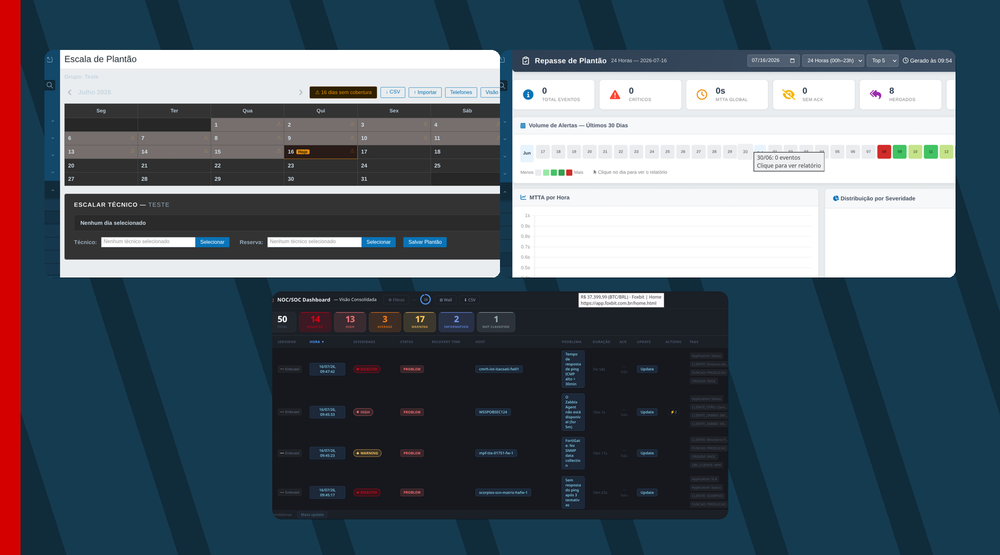 Escala de Plantão
Grupo: Teste
Julho 2026
⚠ 16 dias sem cobertura
↓ CSV
↑ Importar
Telefones
Visão
Seg Ter Qua Qui Sex Sáb
1 2 3 4
6 7 8 9 10 11
13 14 15 16 Hoje 17 18
20 21 22 23 24 25
27 28 29 30 31
ESCALAR TÉCNICO — TESTE
Nenhum dia selecionado
Técnico: Nenhum técnico selecionado Selecionar Reserva: Nenhum técnico selecionado Selecionar Salvar Plantão
Repasse de Plantão 24 Horas — 2026-07-16
07/16/2026
24 Horas (00h–23h)
Top 5
Gerado às 09:54
0
TOTAL EVENTOS
0
CRÍTICOS
0s
MTTA GLOBAL
0
SEM ACK
8
HERDADOS
Volume de Alertas — Últimos 30 Dias
Jun 17 18 19 20 21 22 23 24 25 26 27 28 29 30 01 02 03 04 05 06 07 08 09 10 11 12
30/06: 0 eventos
Clique para ver relatório
Menos Mais Clique no dia para ver o relatório
MTTA por Hora
1s
0.9s
0.8s
0.7s
0.6s
0.5s
Distribuição por Severidade
NOC/SOC Dashboard — Visão Consolidada
Filtros
28
Wall
CSV
R$ 37.399,99 (BTC/BRL) - Foxbit | Home
https://app.foxbit.com.br/home.html
50
TOTAL
14
DISASTER
13
HIGH
3
AVERAGE
17
WARNING
2
INFORMATION
1
NOT CLASSIFIED
SERVIDOR HORA ▼ SEVERIDADE STATUS RECOVERY TIME HOST PROBLEMA DURAÇÃO ACK UPDATE ACTIONS TAGS
— Embratel
16/07/26,
09:47:42
DISASTER
PROBLEM
cmrh-iot-itacoati-fw01
Tempo
de
resposta
de ping
ICMP
alto >
30min
7m 58s
—
Não
Update
Application: Status
CLIENTE: Diretoria de...
FUNCAO: PRODUCAO
ORIGEM: SNOC
— Embratel
16/07/26,
09:45:33
HIGH
PROBLEM
WSSPOBSEC124
O
Zabbix
Agent
não está
disponív
el (for
5m)
10m 7s
—
Não
Update
⚡2
Application: Status
CLIENTE_OTRS: Claro...
CLIENTE_ZABBIX: INF...
CLIENTE_ZABBIX: SN...
— Embratel
16/07/26,
09:45:23
WARNING
PROBLEM
mpf-tte-01751-fw-1
FortiGat
e: No
SNMP
data
collectio
n
10m 17s
—
Não
Update
CLIENTE: Ministério P...
FUNCAO: PRODUCAO
ORIGEM: SNOC
ZBX_CLIENTE: MPF
— Embratel
16/07/26,
09:45:17
DISASTER
PROBLEM
scorpios-scn-matriz-hafw-1
Sem
resposta
do ping
após 3
tentativ
as
10m 23s
—
Não
Update
Application: SLA
Application: Status
CLIENTE: SCORPIOS
FUNCAO: PRODUCAO
problemas
Mass update